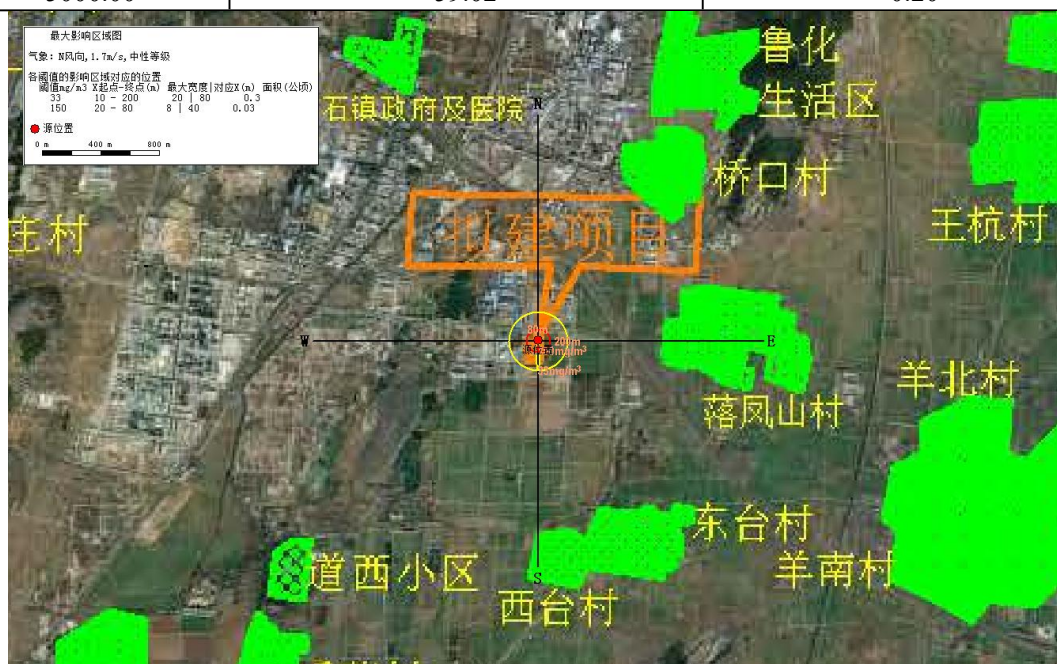 最大影响区域图
气象：N风向,1.7m/s,中性等级
各阈值的影响区域对应的位置
阈值mg/m3 X起点-终点(m) 最大宽度|对应X(m) 面积(公顷)
33 10 - 200 20 | 80 0.3
150 20 - 80 8 | 40 0.03
源位置
0 m 400 m 800 m
鲁化
生活区
石镇政府及医院
N
桥口村
王杭村
庄村
拟建项目
80m
W
200m
E
羊北村
落凤山村
东台村
羊南村
道西小区
S
西台村